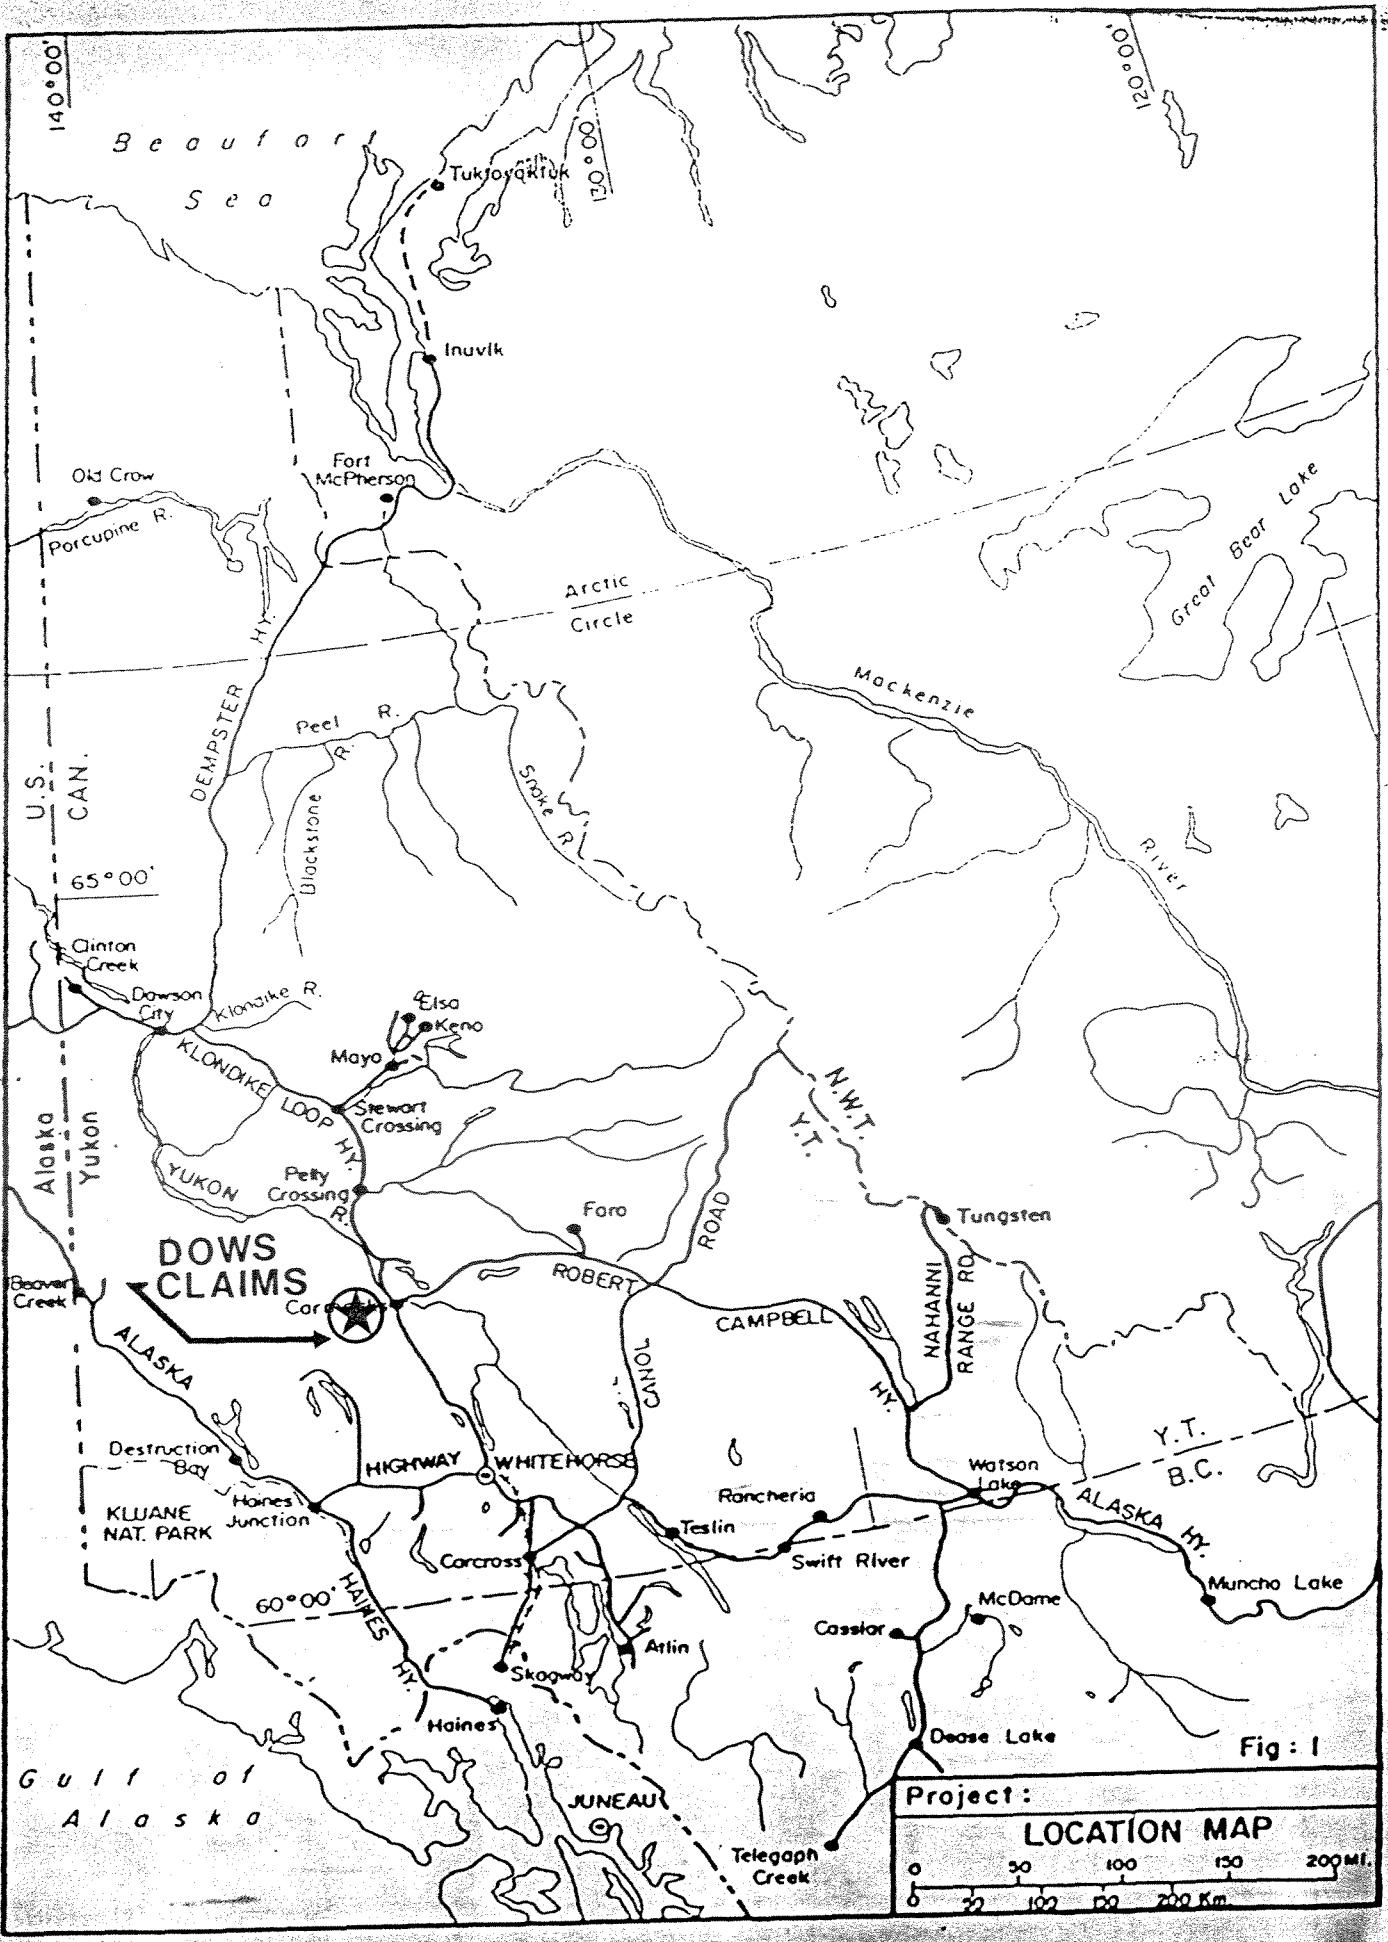 140°00'
120°00'
130°00
Beaufort
Sea
Tuktoyaktuk
Inuvik
Fort
McPherson
Old Crow
Porcupine R.
Great Bear Lake
Arctic
Circle
DEMPSTER HY.
Mackenzie
River
Peel R.
Blackstone R.
Snake R.
U.S.
CAN.
65°00'
Clinton
Creek
Dawson
City
Klondike R.
Elsa
Keno
Mayo
KLONDIKE LOOP HY.
Stewart
Crossing
Alaska
Yukon
N.W.T.
Y.T.
YUKON R.
Pelly
Crossing
Faro
ROAD
Tungsten
DOWS
CLAIMS
Beaver
Creek
ROBERT
CAMPBELL
HY.
NAHANNI
RANGE RD
CANOL
ALASKA
Destruction
Bay
HIGHWAY
WHITEHORSE
Y.T.
B.C.
Watson
Lake
Rancheria
Haines
Junction
KLUANE
NAT. PARK
Teslin
Swift River
ALASKA HY.
Carcross
60°00'
HAINES
HY.
Muncho Lake
McDame
Cassiar
Atlin
Skagway
Haines
Dease Lake
Fig: 1
Gulf of
Alaska
JUNEAU
Project:
LOCATION MAP
Telegaph
Creek
0 50 100 150 200 MI.
0 100 200 Km.